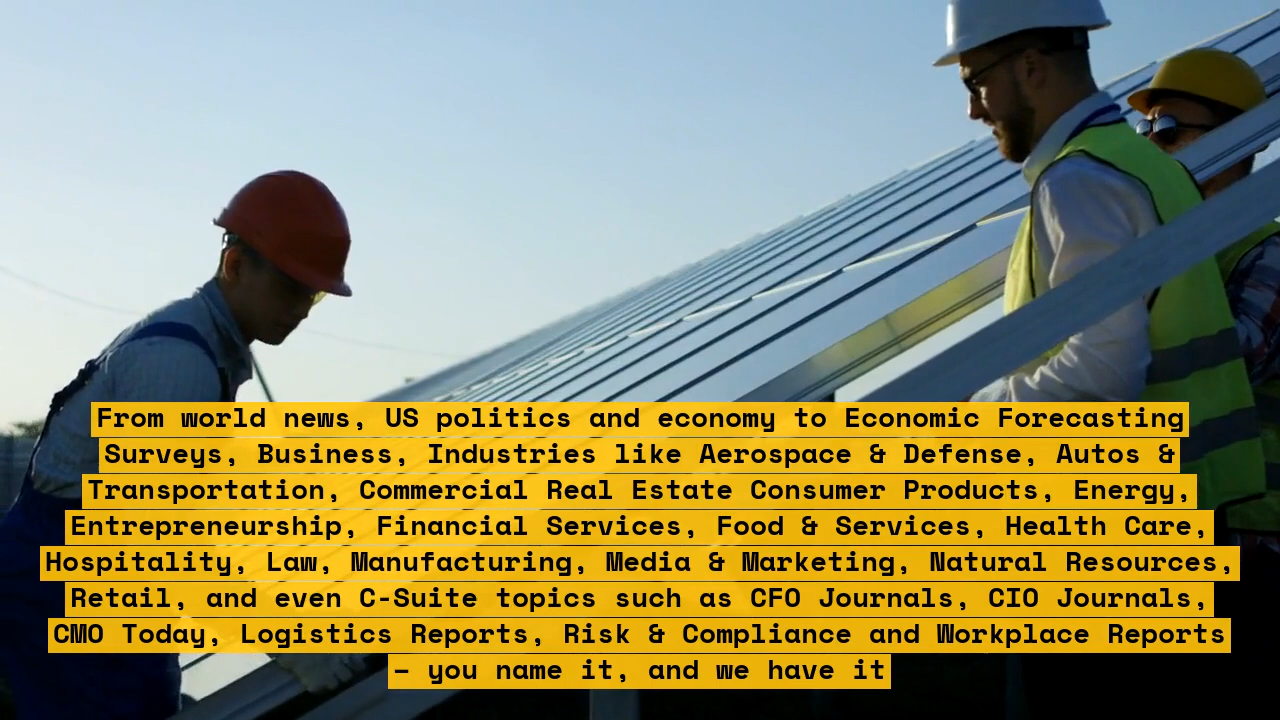 From world news, US politics and economy to Economic Forecasting
Surveys, Business, Industries like Aerospace & Defense, Autos &
Transportation, Commercial Real Estate Consumer Products, Energy,
Entrepreneurship, Financial Services, Food & Services, Health Care,
Hospitality, Law, Manufacturing, Media & Marketing, Natural Resources,
Retail, and even C-Suite topics such as CFO Journals, CIO Journals,
CMO Today, Logistics Reports, Risk & Compliance and Workplace Reports
– you name it, and we have it